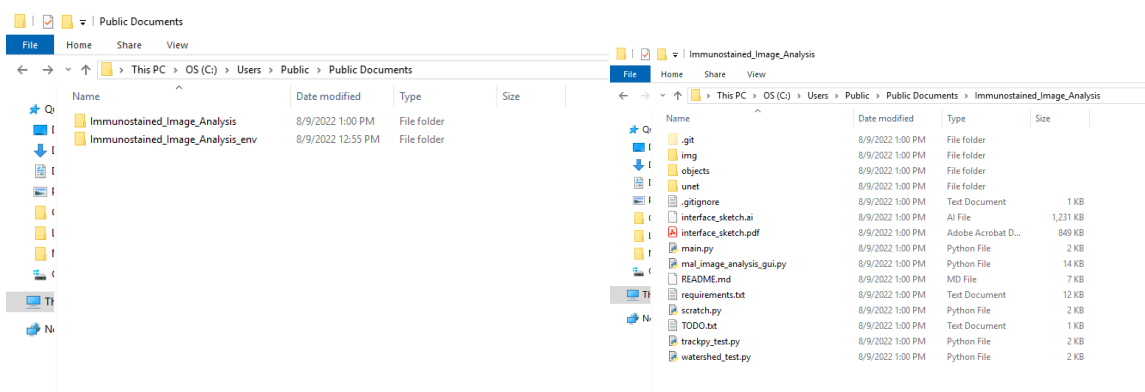 Public Documents
File Home Share View
This PC > OS (C:) > Users > Public > Public Documents
Name Date modified Type Size
Immunostained_Image_Analysis 8/9/2022 1:00 PM File folder
Immunostained_Image_Analysis_env 8/9/2022 12:55 PM File folder
Immunostained_Image_Analysis
File Home Share View
This PC > OS (C:) > Users > Public > Public Documents > Immunostained_Image_Analysis
Name Date modified Type Size
.git 8/9/2022 1:00 PM File folder
img 8/9/2022 1:00 PM File folder
objects 8/9/2022 1:00 PM File folder
unet 8/9/2022 1:00 PM File folder
.gitignore 8/9/2022 1:00 PM Text Document 1 KB
interface_sketch.ai 8/9/2022 1:00 PM AI File 1,231 KB
interface_sketch.pdf 8/9/2022 1:00 PM Adobe Acrobat D... 849 KB
main.py 8/9/2022 1:00 PM Python File 2 KB
mal_image_analysis_gui.py 8/9/2022 1:00 PM Python File 14 KB
README.md 8/9/2022 1:00 PM MD File 7 KB
requirements.txt 8/9/2022 1:00 PM Text Document 12 KB
scratch.py 8/9/2022 1:00 PM Python File 2 KB
TODO.txt 8/9/2022 1:00 PM Text Document 1 KB
trackpy_test.py 8/9/2022 1:00 PM Python File 2 KB
watershed_test.py 8/9/2022 1:00 PM Python File 2 KB